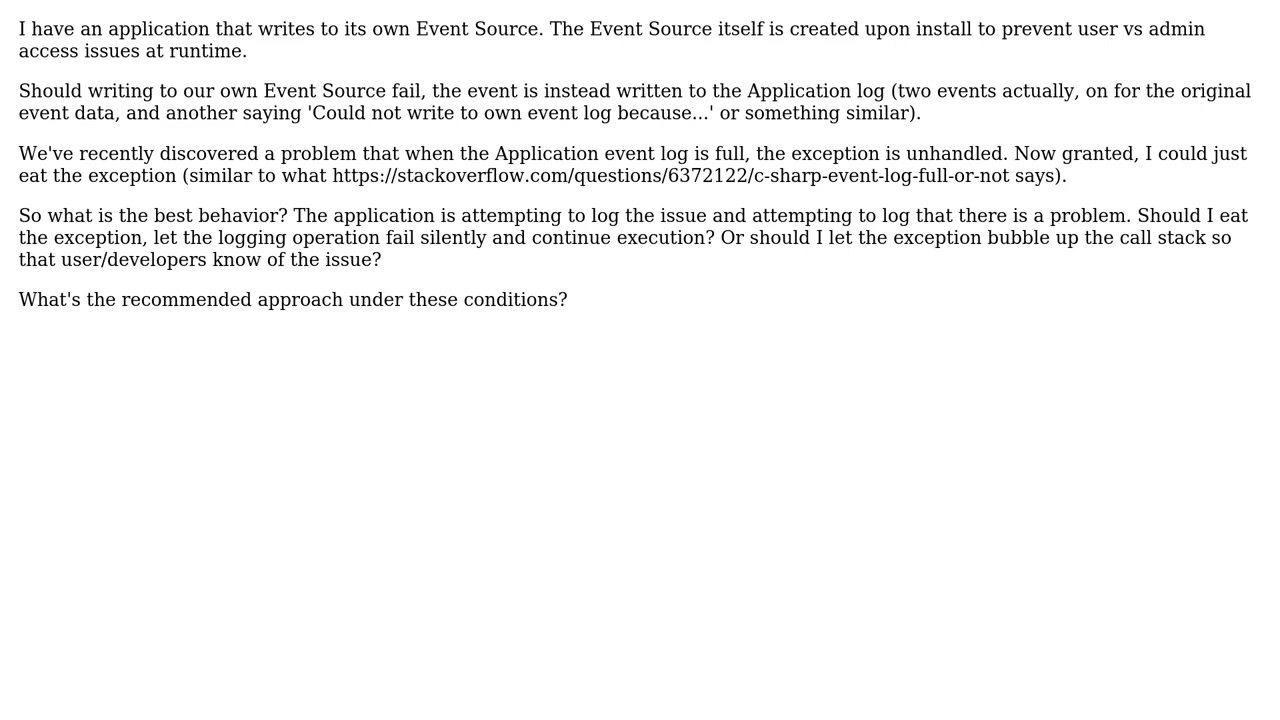 I have an application that writes to its own Event Source. The Event Source itself is created upon install to prevent user vs admin
access issues at runtime.
Should writing to our own Event Source fail, the event is instead written to the Application log (two events actually, on for the original
event data, and another saying 'Could not write to own event log because...' or something similar).
We've recently discovered a problem that when the Application event log is full, the exception is unhandled. Now granted, I could just
eat the exception (similar to what https://stackoverflow.com/questions/6372122/c-sharp-event-log-full-or-not says).
So what is the best behavior? The application is attempting to log the issue and attempting to log that there is a problem. Should I eat
the exception, let the logging operation fail silently and continue execution? Or should I let the exception bubble up the call stack so
that user/developers know of the issue?
What's the recommended approach under these conditions?